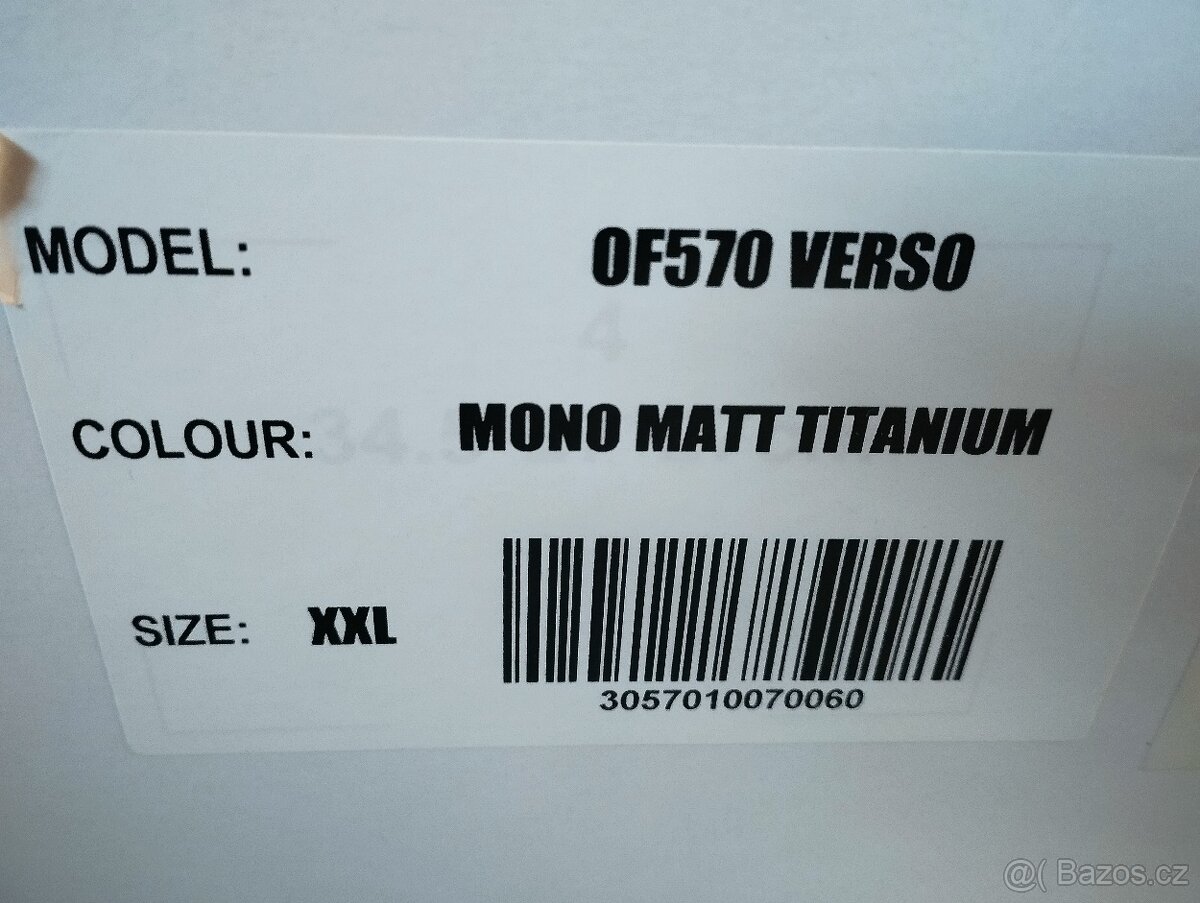 MODEL: OF570 VERSO
COLOUR: MONO MATT TITANIUM
SIZE: XXL
3057010070060
@( Bazos.cz